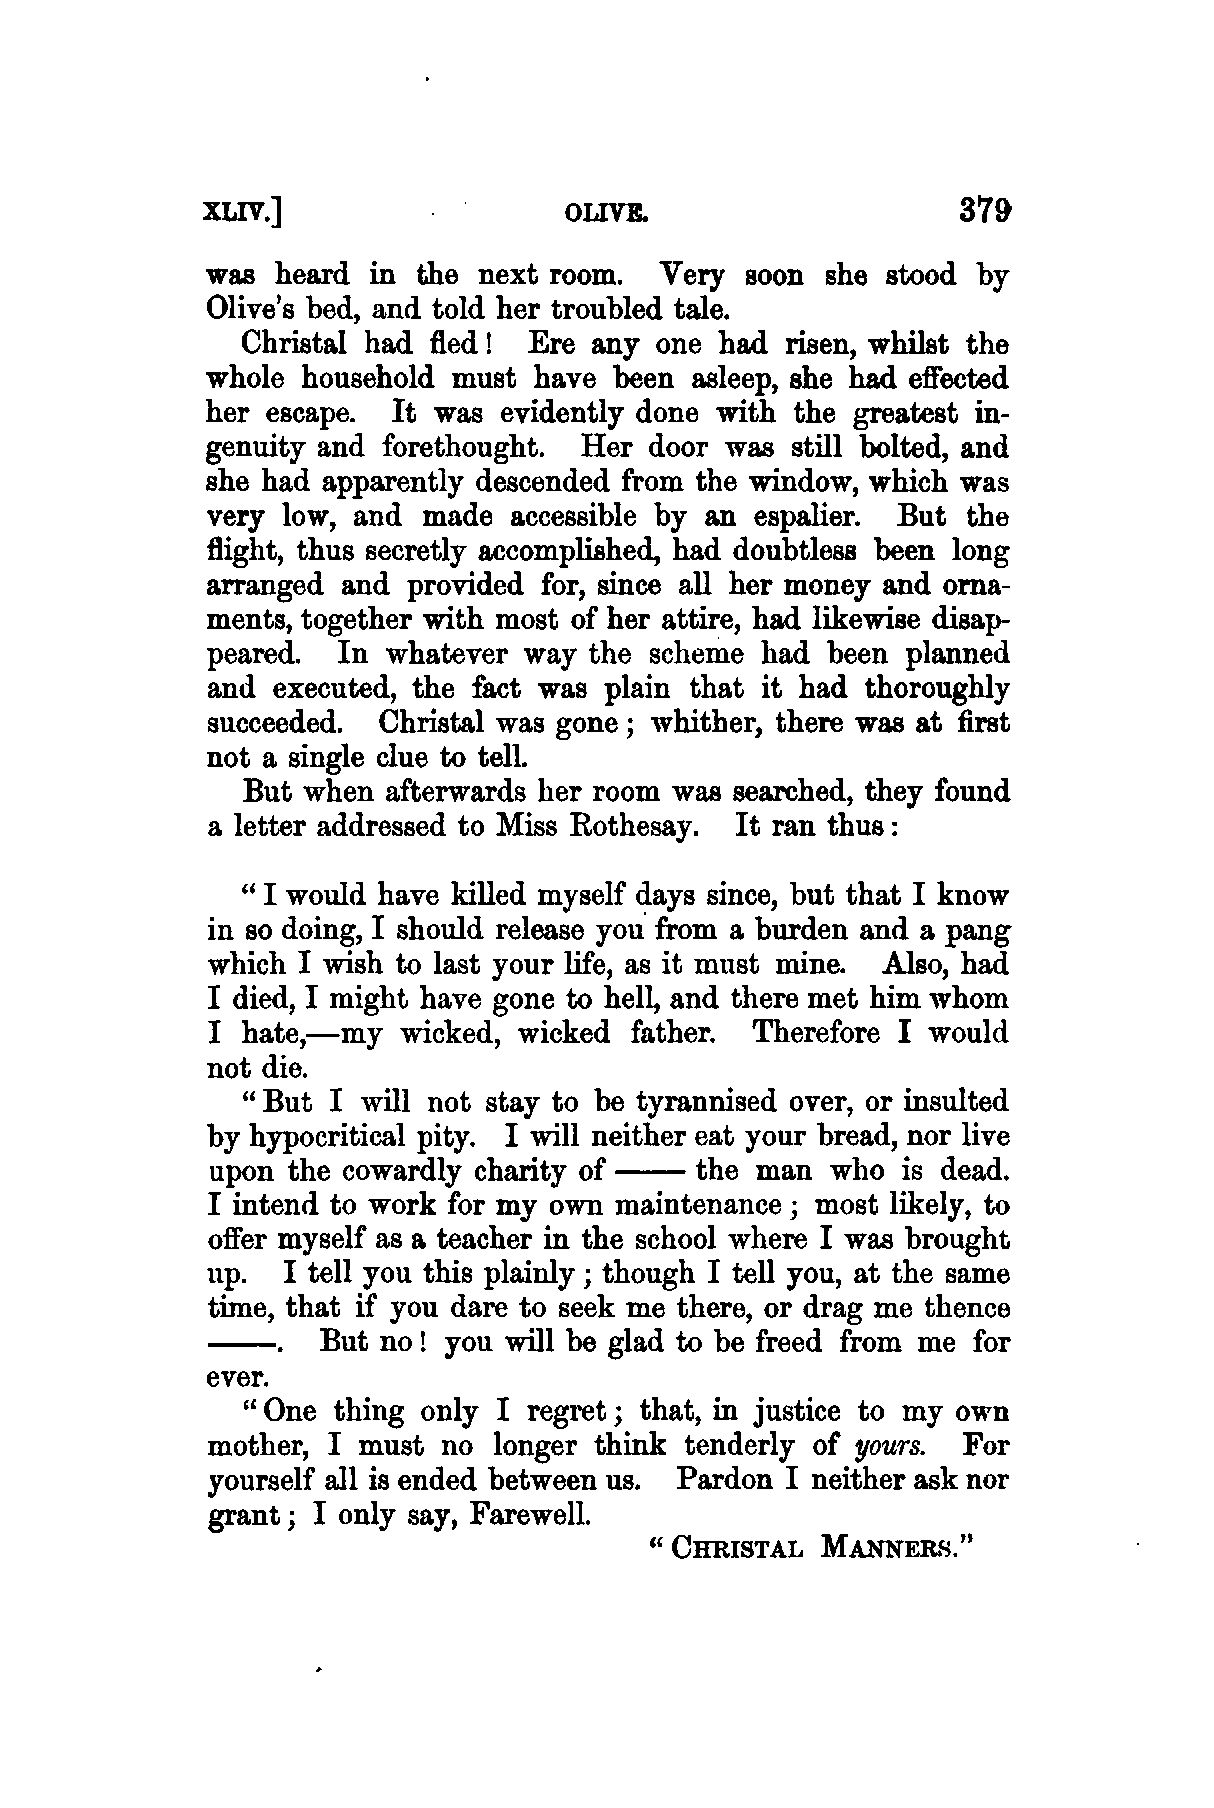 XLIV.] OLIVE. 379
was heard in the next room. Very soon she stood by
Olive's bed, and told her troubled tale.
Christal had fled! Ere any one had risen, whilst the
whole household must have been asleep, she had effected
her escape. It was evidently done with the greatest in-
genuity and forethought. Her door was still bolted, and
she had apparently descended from the window, which was
very low, and made accessible by an espalier. But the
flight, thus secretly accomplished, had doubtless been long
arranged and provided for, since all her money and orna-
ments, together with most of her attire, had likewise disap-
peared. In whatever way the scheme had been planned
and executed, the fact was plain that it had thoroughly
succeeded. Christal was gone; whither, there was at first
not a single clue to tell.
But when afterwards her room was searched, they found
a letter addressed to Miss Rothesay. It ran thus:
"I would have killed myself days since, but that I know
in so doing, I should release you from a burden and a pang
which I wish to last your life, as it must mine. Also, had
I died, I might have gone to hell, and there met him whom
I hate,—my wicked, wicked father. Therefore I would
not die.
"But I will not stay to be tyrannised over, or insulted
by hypocritical pity. I will neither eat your bread, nor live
upon the cowardly charity of —— the man who is dead.
I intend to work for my own maintenance; most likely, to
offer myself as a teacher in the school where I was brought
up. I tell you this plainly; though I tell you, at the same
time, that if you dare to seek me there, or drag me thence
——. But no! you will be glad to be freed from me for
ever.
"One thing only I regret; that, in justice to my own
mother, I must no longer think tenderly of yours. For
yourself all is ended between us. Pardon I neither ask nor
grant; I only say, Farewell.
"CHRISTAL MANNERS."